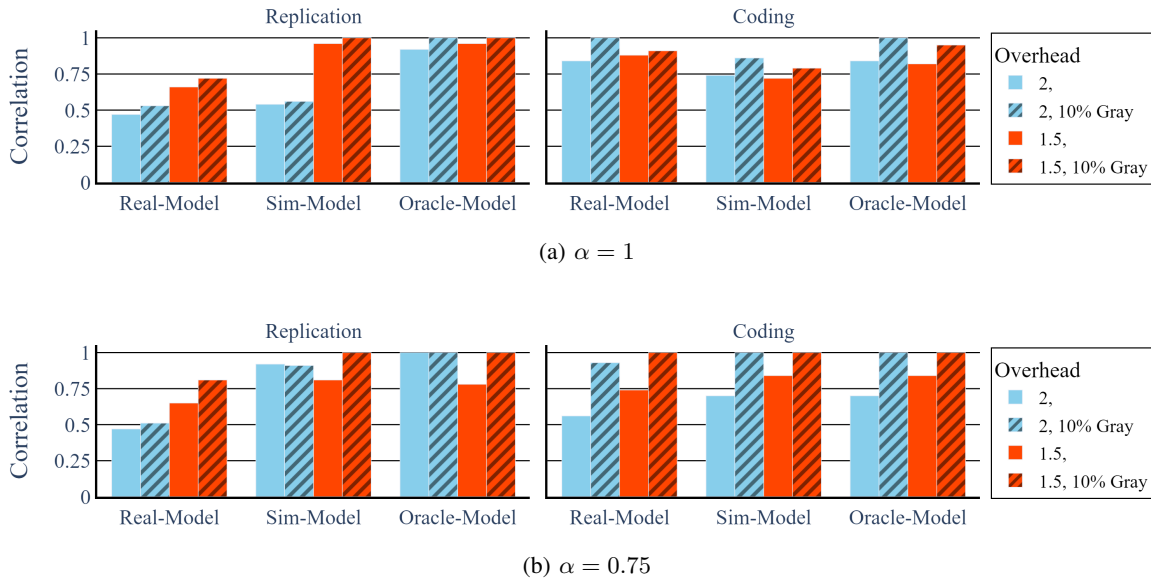 Replication
Coding
Correlation
1
0.75
0.5
0.25
0
Real-Model
Sim-Model
Oracle-Model
Real-Model
Sim-Model
Oracle-Model
Overhead
2,
2, 10% Gray
1.5,
1.5, 10% Gray
(a) α = 1
Replication
Coding
Correlation
1
0.75
0.5
0.25
0
Real-Model
Sim-Model
Oracle-Model
Real-Model
Sim-Model
Oracle-Model
Overhead
2,
2, 10% Gray
1.5,
1.5, 10% Gray
(b) α = 0.75